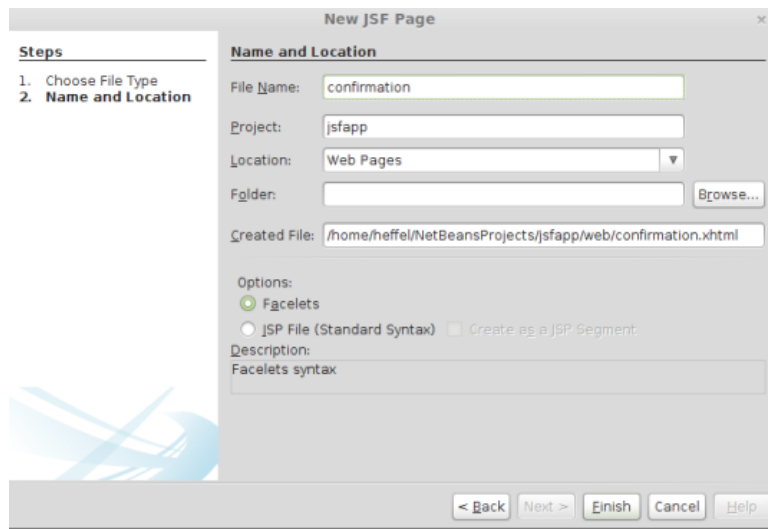 New JSF Page
Steps
1. Choose File Type
2. Name and Location
Name and Location
File Name: confirmation
Project: jsfapp
Location: Web Pages
Folder: Browse...
Created File: /home/heffel/NetBeansProjects/jsfapp/web/confirmation.xhtml
Options:
Facelets
JSP File (Standard Syntax) Create as a JSP Segment
Description:
Facelets syntax
< Back Next > Finish Cancel Help